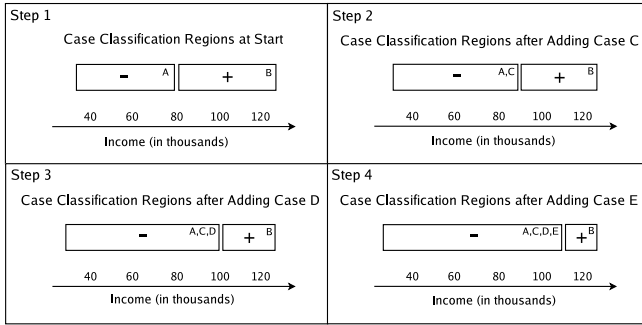 Step 1
Case Classification Regions at Start
- A + B
40 60 80 100 120
Income (in thousands)
Step 2
Case Classification Regions after Adding Case C
- A,C + B
40 60 80 100 120
Income (in thousands)
Step 3
Case Classification Regions after Adding Case D
- A,C,D + B
40 60 80 100 120
Income (in thousands)
Step 4
Case Classification Regions after Adding Case E
- A,C,D,E + B
40 60 80 100 120
Income (in thousands)